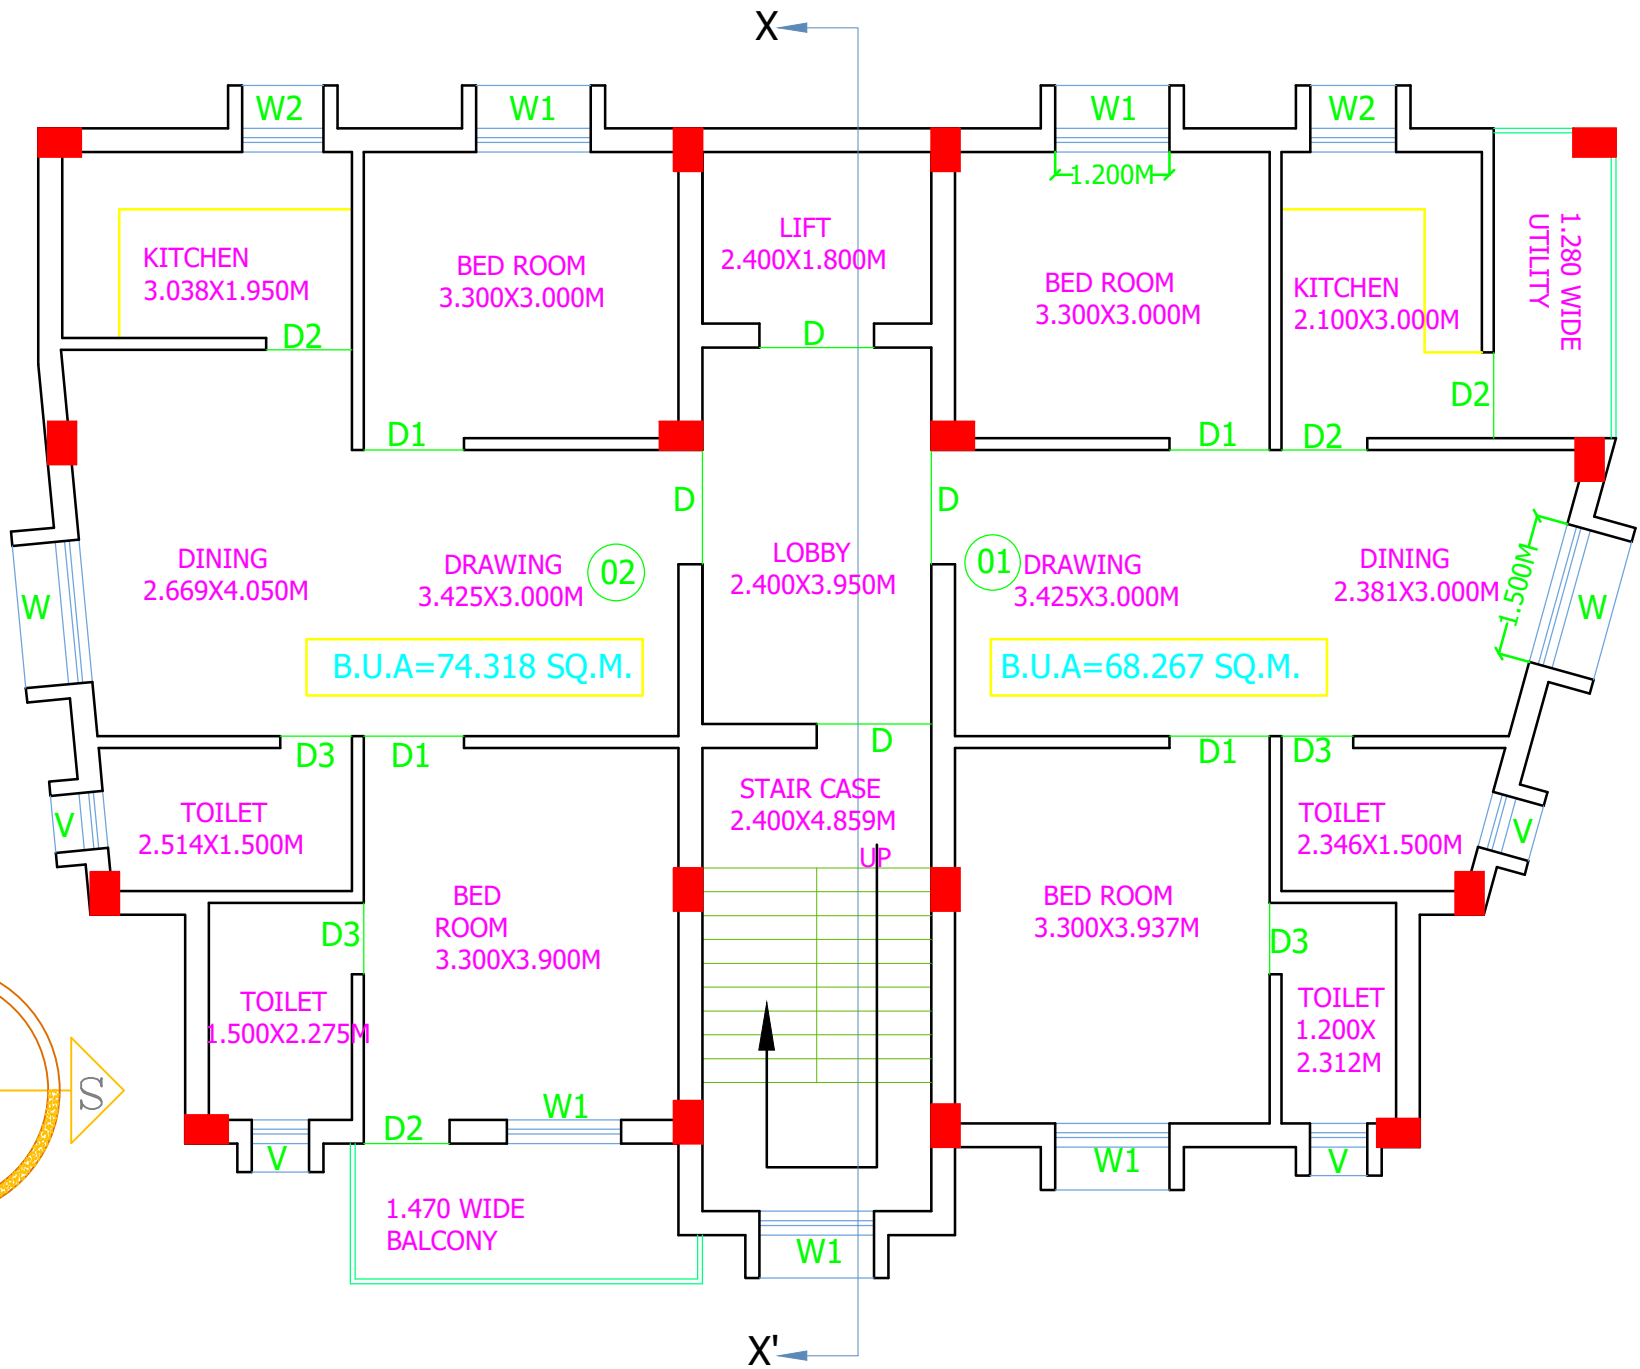 X
W2
W1
W1
W2
1.200M
LIFT
2.400X1.800M
KITCHEN
3.038X1.950M
BED ROOM
3.300X3.000M
BED ROOM
3.300X3.000M
KITCHEN
2.100X3.000M
1.280 WIDE
UTILITY
D2
D
D2
D1
D1
D2
D
D
DINING
2.669X4.050M
DRAWING
3.425X3.000M
02
LOBBY
2.400X3.950M
01
DRAWING
3.425X3.000M
DINING
2.381X3.000M
1.500M
W
W
B.U.A=74.318 SQ.M.
B.U.A=68.267 SQ.M.
D3
D1
D
D1
D3
STAIR CASE
2.400X4.859M
UP
TOILET
2.514X1.500M
V
TOILET
2.346X1.500M
V
BED
ROOM
3.300X3.900M
BED ROOM
3.300X3.937M
D3
D3
TOILET
1.500X2.275M
TOILET
1.200X
2.312M
S
W1
D2
V
W1
V
1.470 WIDE
BALCONY
W1
X'